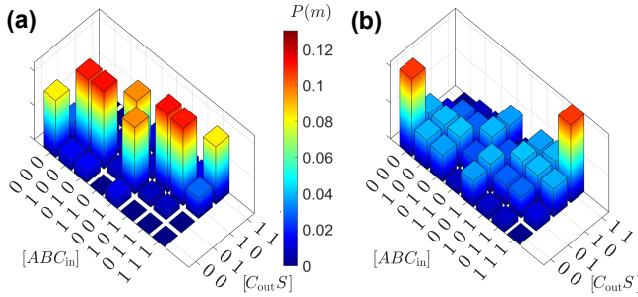 (a)
P(m)
(b)
0.12
0.1
0.08
0.06
0.04
0.02
0
0 0 0
1 0 0
0 1 0
1 1 0
0 0 1
1 0 1
0 1 1
1 1 1
[ABC_in]
0 0
0 1
1 0
1 1
[C_out S]
0 0 0
1 0 0
0 1 0
1 1 0
0 0 1
1 0 1
0 1 1
1 1 1
[ABC_in]
0 0
0 1
1 0
1 1
[C_out S]